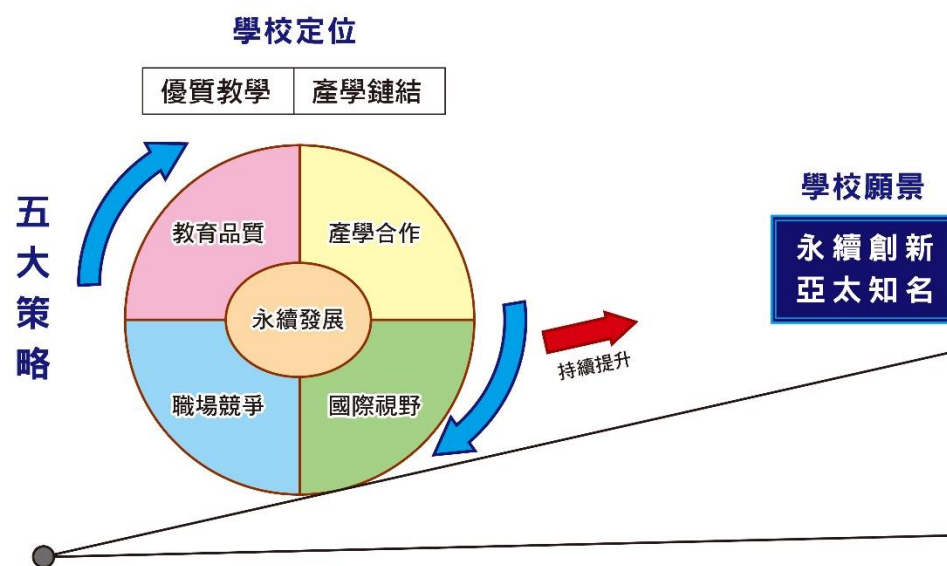 學校定位
優質教學 產學鏈結
五大策略
教育品質
產學合作
永續發展
職場競爭
國際視野
持續提升
學校願景
永續創新
亞太知名